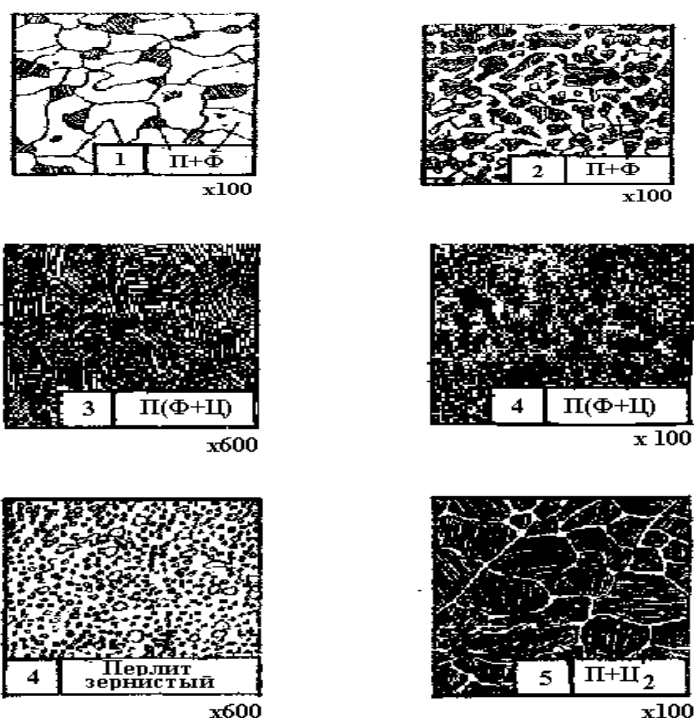 1 П+Ф
x100
2 П+Ф
x100
3 П(Ф+Ц)
x600
4 П(Ф+Ц)
x 100
4 Перлит зернистый
x600
5 П+Ц2
x100